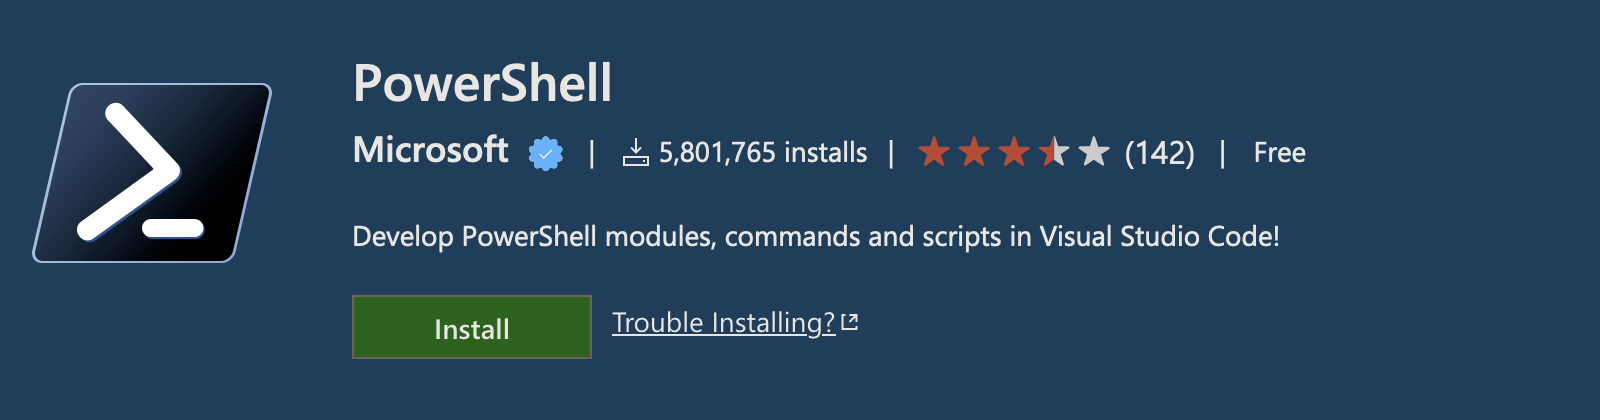 PowerShell
Microsoft | 5,801,765 installs | (142) | Free
Develop PowerShell modules, commands and scripts in Visual Studio Code!
Install Trouble Installing?